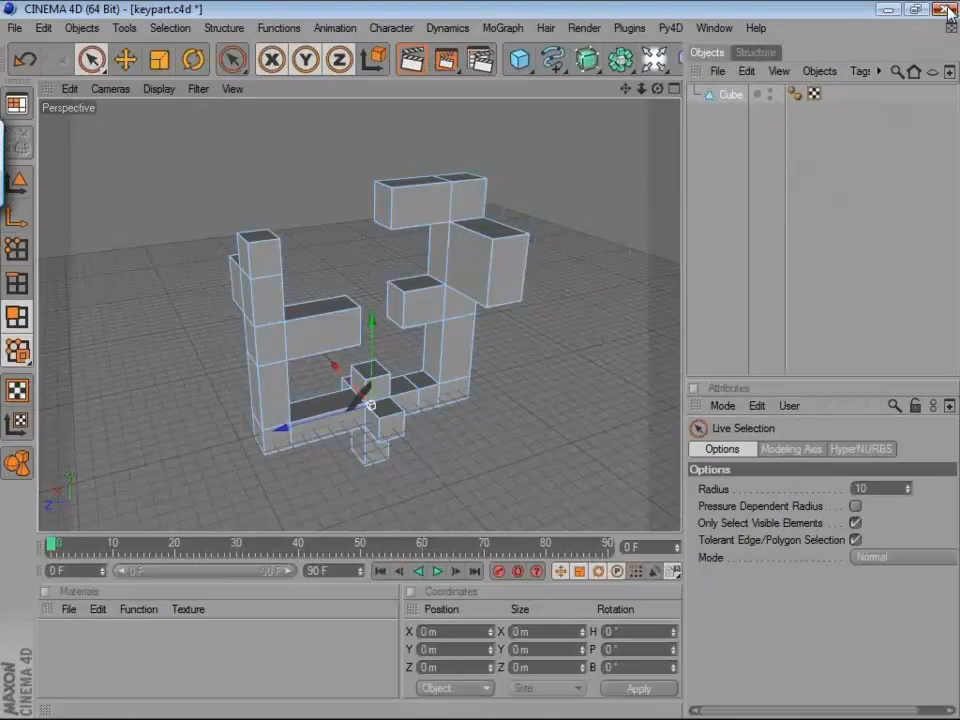 CINEMA 4D (64 Bit) - [keypart.c4d *]
File Edit Objects Tools Selection Structure Functions Animation Character Dynamics MoGraph Hair Render Plugins Py4D Window Help
X Y Z
Objects Structure
File Edit View Objects Tags
Cube
Edit Cameras Display Filter View
Perspective
Y X Z
Attributes
Mode Edit User
Live Selection
Options Modeling Axis HyperNURBS
Options
Radius 10
Pressure Dependent Radius
Only Select Visible Elements
Tolerant Edge/Polygon Selection
Mode Normal
0 10 20 30 40 50 60 70 80 90 0 F
0 F 0 F 90 F 90 F
Materials
File Edit Function Texture
Coordinates
Position Size Rotation
X 0 m X 0 m H 0 °
Y 0 m Y 0 m P 0 °
Z 0 m Z 0 m B 0 °
Object Size Apply
MAXON
CINEMA 4D